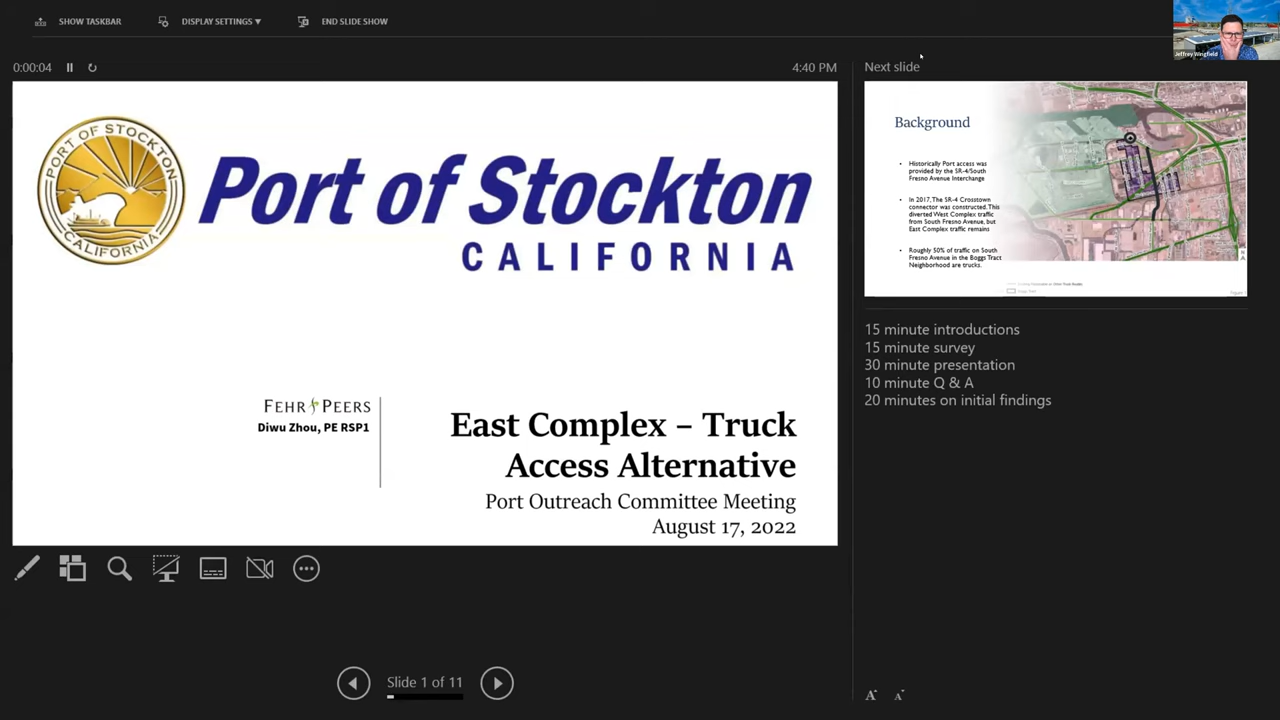 SHOW TASKBAR
DISPLAY SETTINGS ▼
END SLIDE SHOW
Jeffrey Wingfield
0:00:04
4:40 PM
Next slide
PORT OF STOCKTON
CALIFORNIA
Port of Stockton
CALIFORNIA
FEHR PEERS
Diwu Zhou, PE RSP1
East Complex – Truck
Access Alternative
Port Outreach Committee Meeting
August 17, 2022
Slide 1 of 11
Background
• Historically Port access was
provided by the SR-4/South
Fresno Avenue Interchange
• In 2017, The SR-4 Crosstown
connector was constructed. This
diverted West Complex traffic
from South Fresno Avenue, but
East Complex traffic remains
• Roughly 50% of traffic on South
Fresno Avenue in the Boggs Tract
Neighborhood are trucks.
15 minute introductions
15 minute survey
30 minute presentation
10 minute Q & A
20 minutes on initial findings
A
A